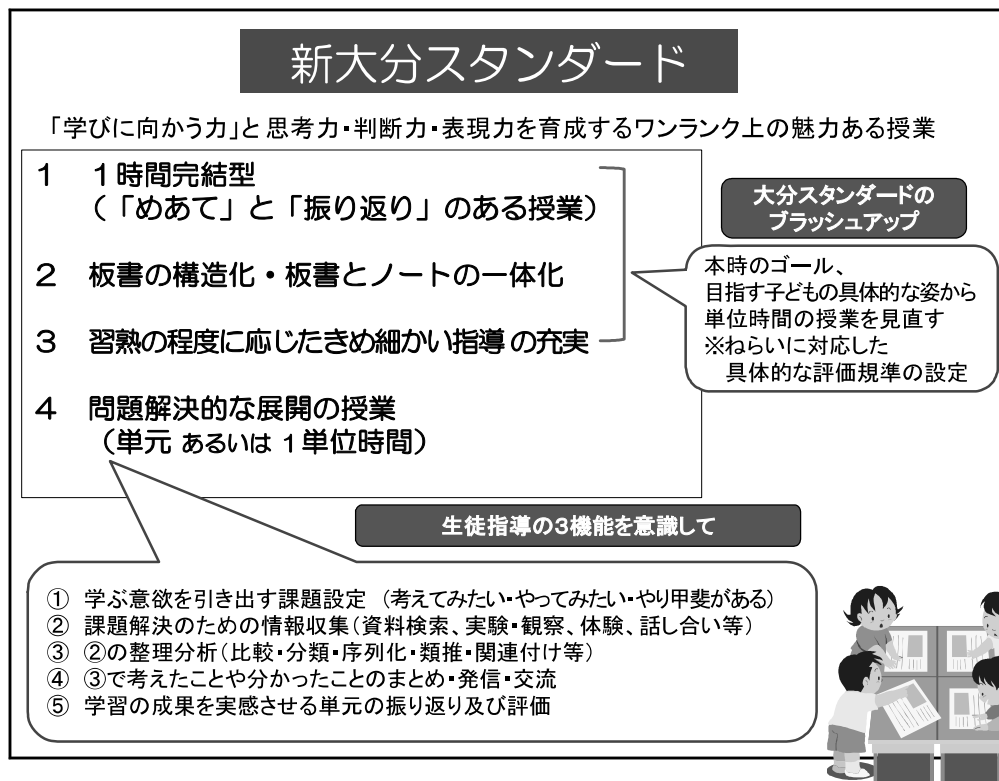 新大分スタンダード
「学びに向かう力」と思考力・判断力・表現力を育成するワンランク上の魅力ある授業
1 1時間完結型
（「めあて」と「振り返り」のある授業）
2 板書の構造化・板書とノートの一体化
3 習熟の程度に応じたきめ細かい指導の充実
4 問題解決的な展開の授業
（単元 あるいは 1単位時間）
大分スタンダードの
ブラッシュアップ
本時のゴール、
目指す子どもの具体的な姿から
単位時間の授業を見直す
※ねらいに対応した
具体的な評価規準の設定
生徒指導の3機能を意識して
① 学ぶ意欲を引き出す課題設定 （考えてみたい・やってみたい・やり甲斐がある）
② 課題解決のための情報収集（資料検索、実験・観察、体験、話し合い等）
③ ②の整理分析（比較・分類・序列化・類推・関連付け等）
④ ③で考えたことや分かったことのまとめ・発信・交流
⑤ 学習の成果を実感させる単元の振り返り及び評価